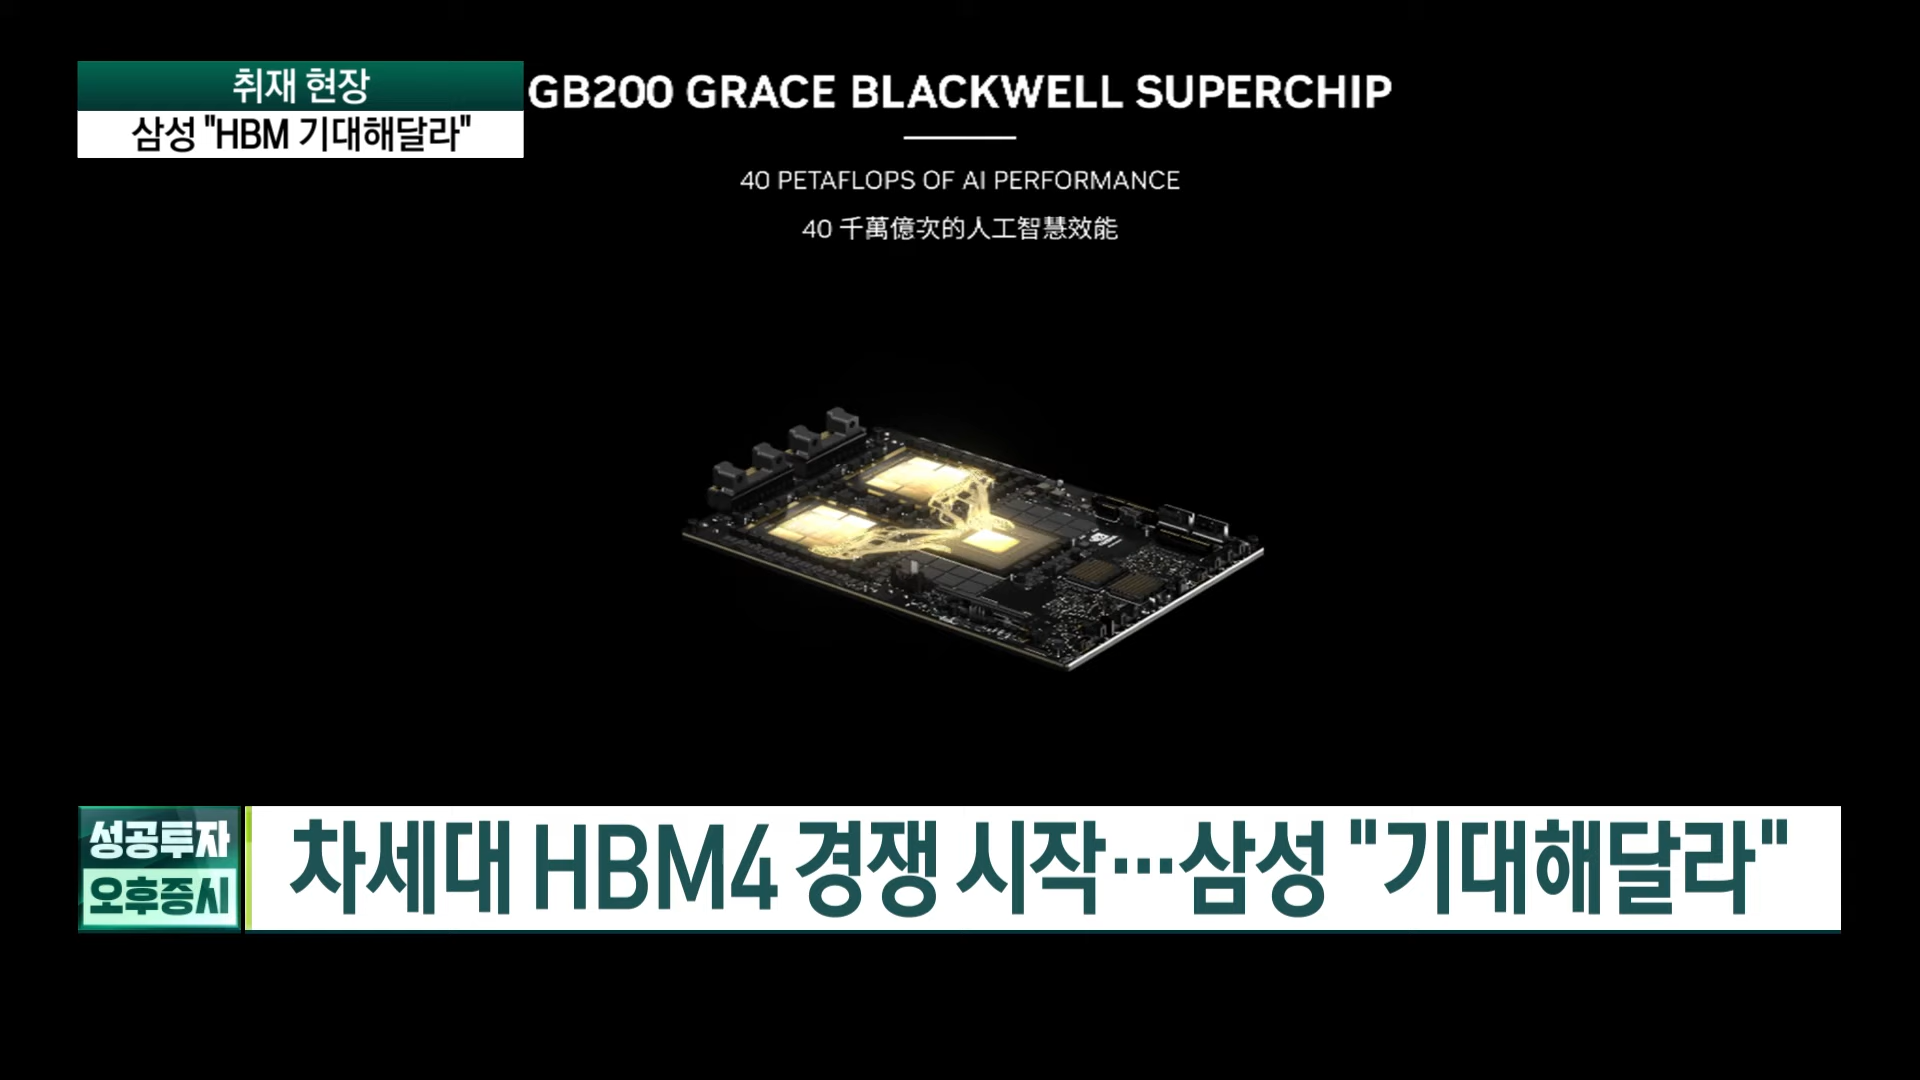 취재 현장
삼성 "HBM 기대해달라"
GB200 GRACE BLACKWELL SUPERCHIP
40 PETAFLOPS OF AI PERFORMANCE
40 千萬億次的人工智慧效能
성공투자
오후증시
차세대 HBM4 경쟁 시작…삼성 "기대해달라"